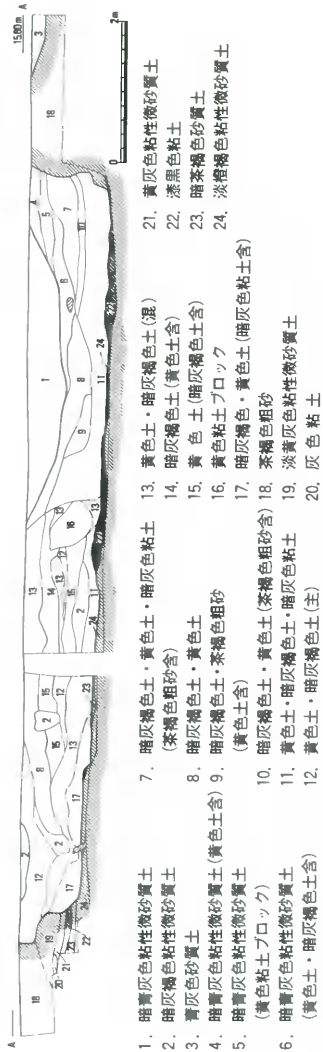 A
A
15.80m
0
2m
1. 暗青灰色粘性微砂質土
2. 暗灰褐色粘性微砂質土
3. 青灰色砂質土
4. 暗青灰色粘性微砂質土(黄色土含)
5. 暗青灰色粘性微砂質土
(黄色粘土ブロック)
6. 暗青灰色粘性微砂質土
(黄色土・暗灰褐色土含)
7. 暗灰褐色土・黄色土・暗灰色粘土
(茶褐色粗砂含)
8. 暗灰褐色土・黄色土
9. 暗灰褐色土・茶褐色粗砂
(黄色土含)
10. 暗灰褐色土・黄色土(茶褐色粗砂含)
11. 黄色土・暗灰褐色土・暗灰色粘土
12. 黄色土・暗灰褐色土(主)
13. 黄色土・暗灰褐色土(混)
14. 暗灰褐色土(黄色土含)
15. 黄色土(暗灰褐色土含)
16. 黄色粘土ブロック
17. 暗灰褐色・黄色土(暗灰色粘土含)
18. 茶褐色粗砂
19. 淡黄灰色粘性微砂質土
20. 灰色粘土
21. 黄灰色粘性微砂質土
22. 漆黒色粘土
23. 暗茶褐色砂質土
24. 淡橙褐色粘性微砂質土